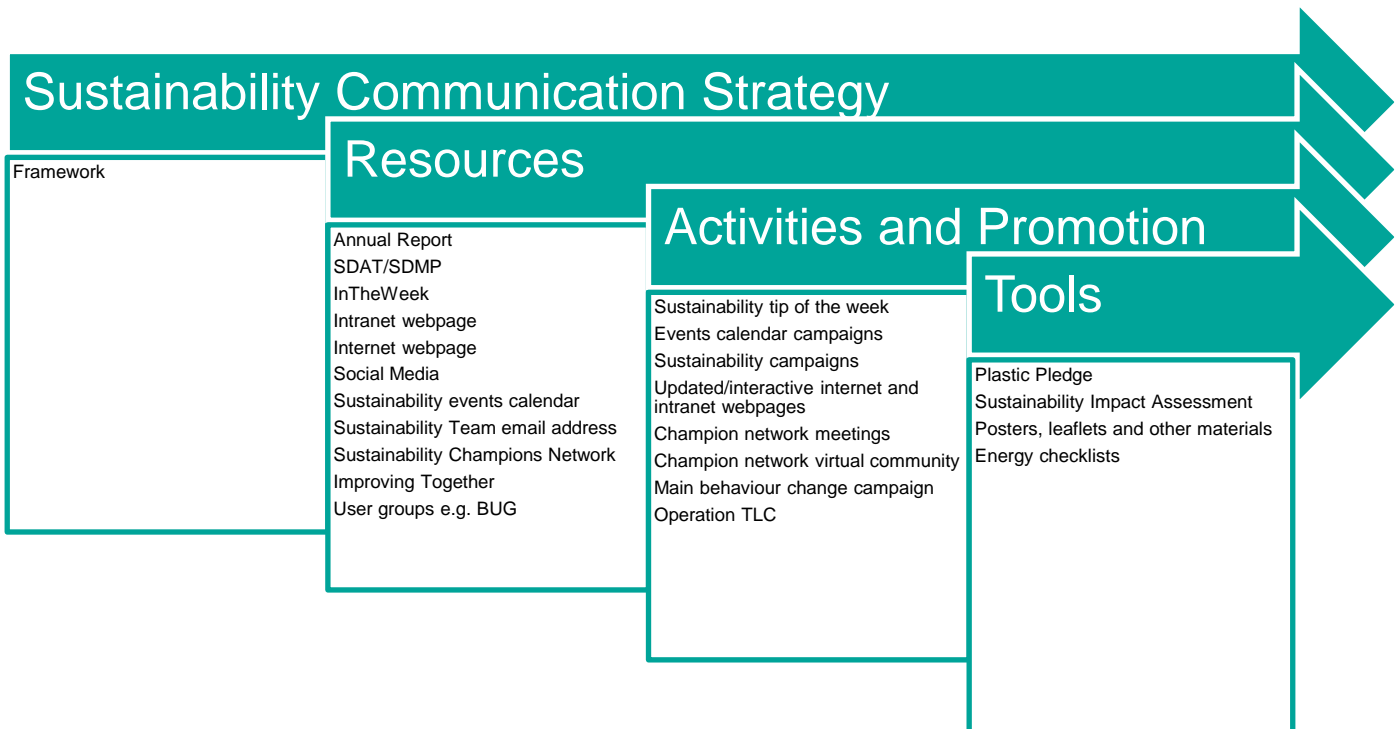 Sustainability Communication Strategy
Framework
Resources
Annual Report
SDAT/SDMP
InTheWeek
Intranet webpage
Internet webpage
Social Media
Sustainability events calendar
Sustainability Team email address
Sustainability Champions Network
Improving Together
User groups e.g. BUG
Activities and Promotion
Sustainability tip of the week
Events calendar campaigns
Sustainability campaigns
Updated/interactive internet and
intranet webpages
Champion network meetings
Champion network virtual community
Main behaviour change campaign
Operation TLC
Tools
Plastic Pledge
Sustainability Impact Assessment
Posters, leaflets and other materials
Energy checklists